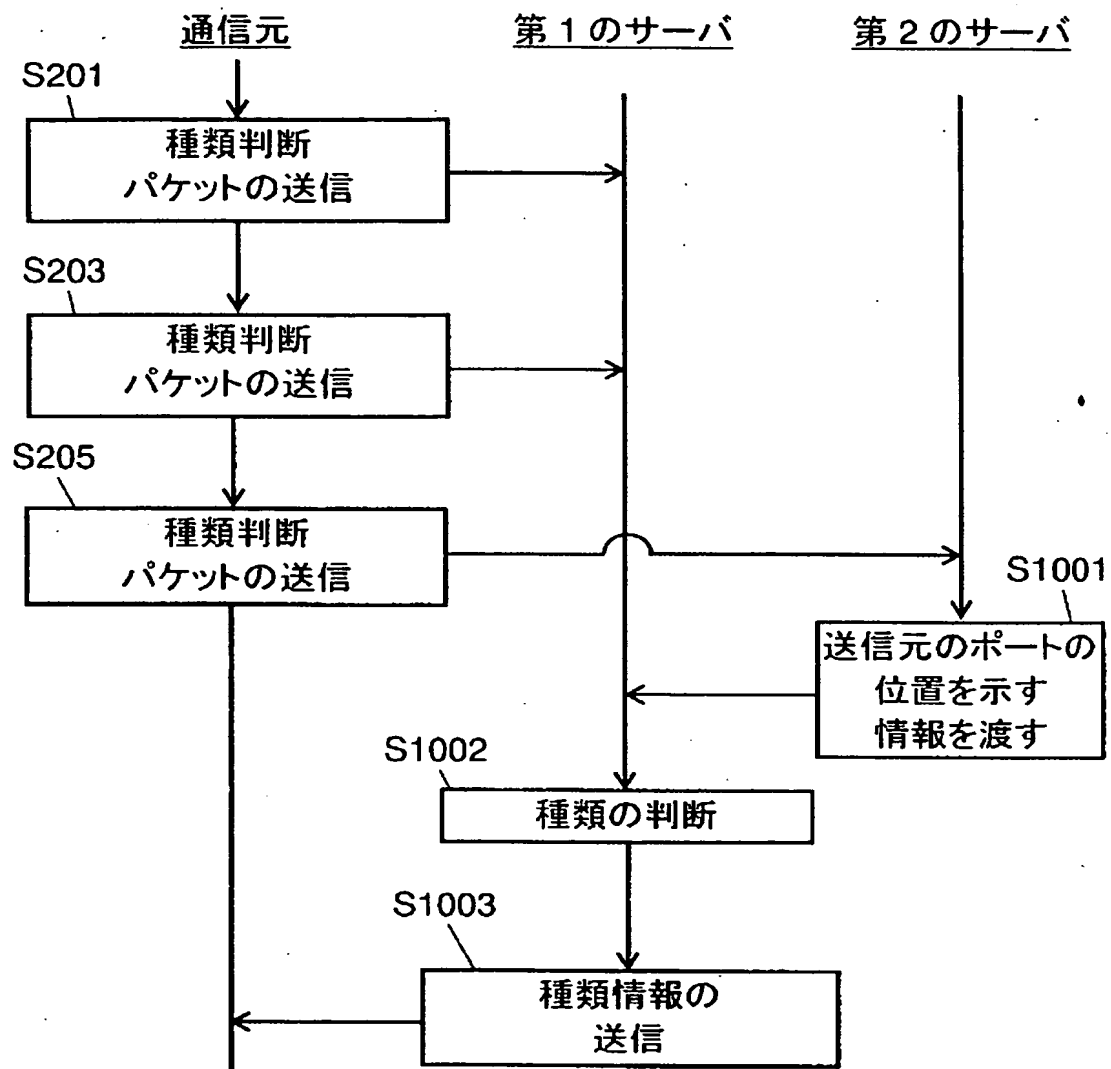 通信元
第1のサーバ
第2のサーバ
S201
種類判断
パケットの送信
S203
種類判断
パケットの送信
S205
種類判断
パケットの送信
S1001
送信元のポートの
位置を示す
情報を渡す
S1002
種類の判断
S1003
種類情報の
送信